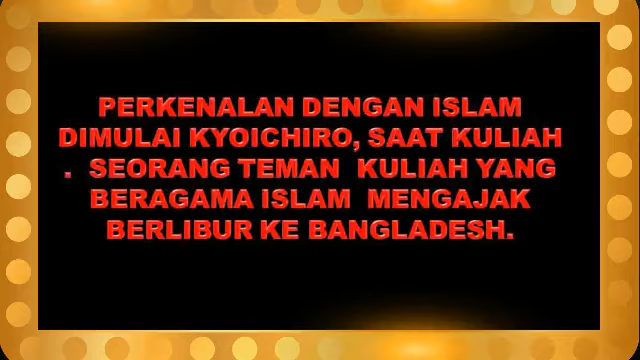 PERKENALAN DENGAN ISLAM
DIMULAI KYOICHIRO, SAAT KULIAH
. SEORANG TEMAN KULIAH YANG
BERAGAMA ISLAM MENGAJAK
BERLIBUR KE BANGLADESH.